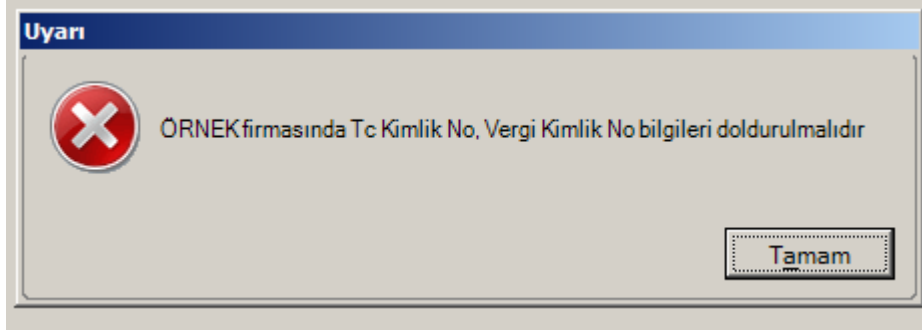 Uyarı
ÖRNEK firmasında Tc Kimlik No, Vergi Kimlik No bilgileri doldurulmalıdır
Tamam